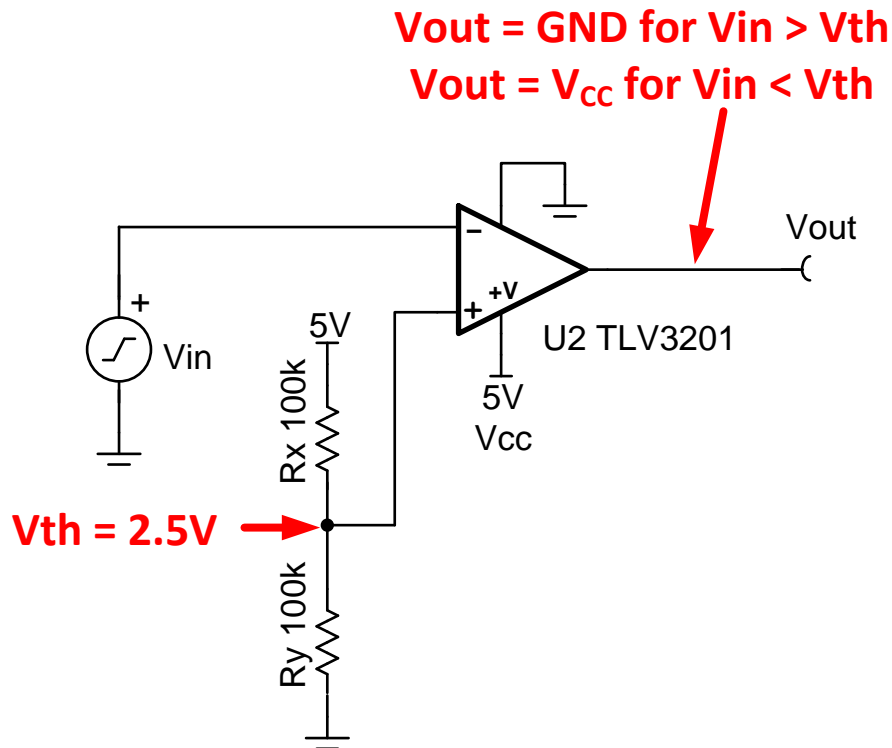 Vout = GND for Vin > Vth
Vout = VCC for Vin < Vth
Vout
−
+V
+
U2 TLV3201
+
Vin
5V
5V
Vcc
Rx 100k
Vth = 2.5V
Ry 100k